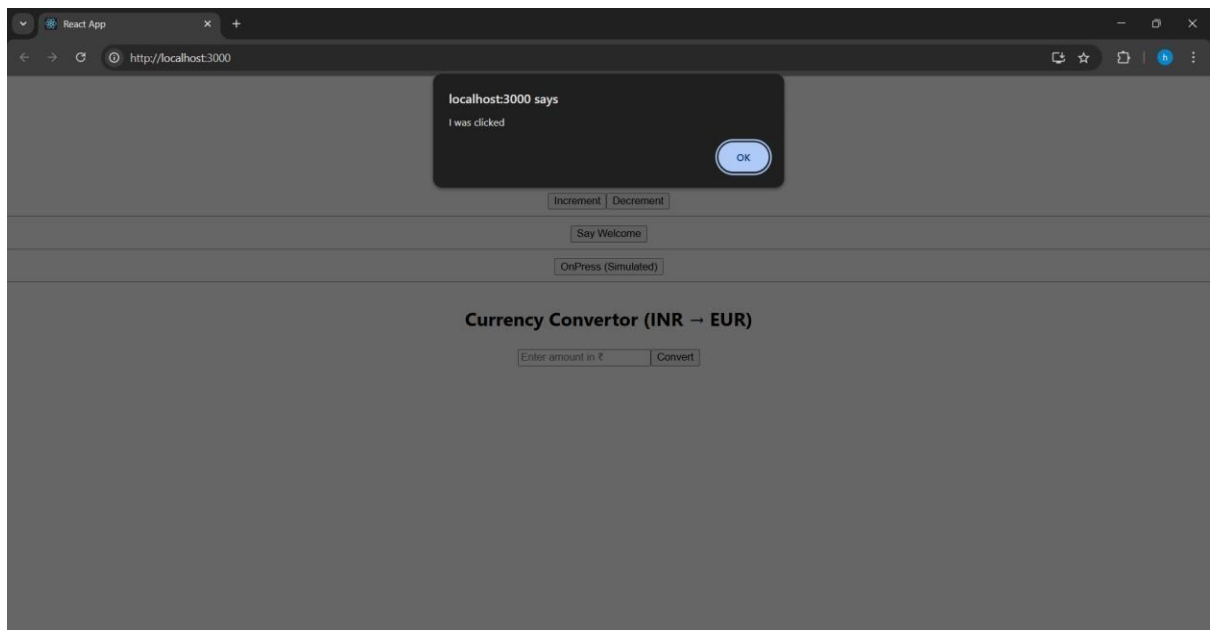 React App
http://localhost:3000
h
localhost:3000 says
I was clicked
OK
Increment Decrement
Say Welcome
OnPress (Simulated)
Currency Convertor (INR → EUR)
Enter amount in ₹ Convert